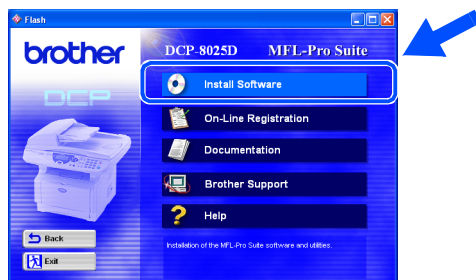 Flash
brother
DCP-8025D MFL-Pro Suite
DCP
Install Software
On-Line Registration
Documentation
Brother Support
Help
Back
Exit
Installation of the MFL-Pro Suite software and utilities.